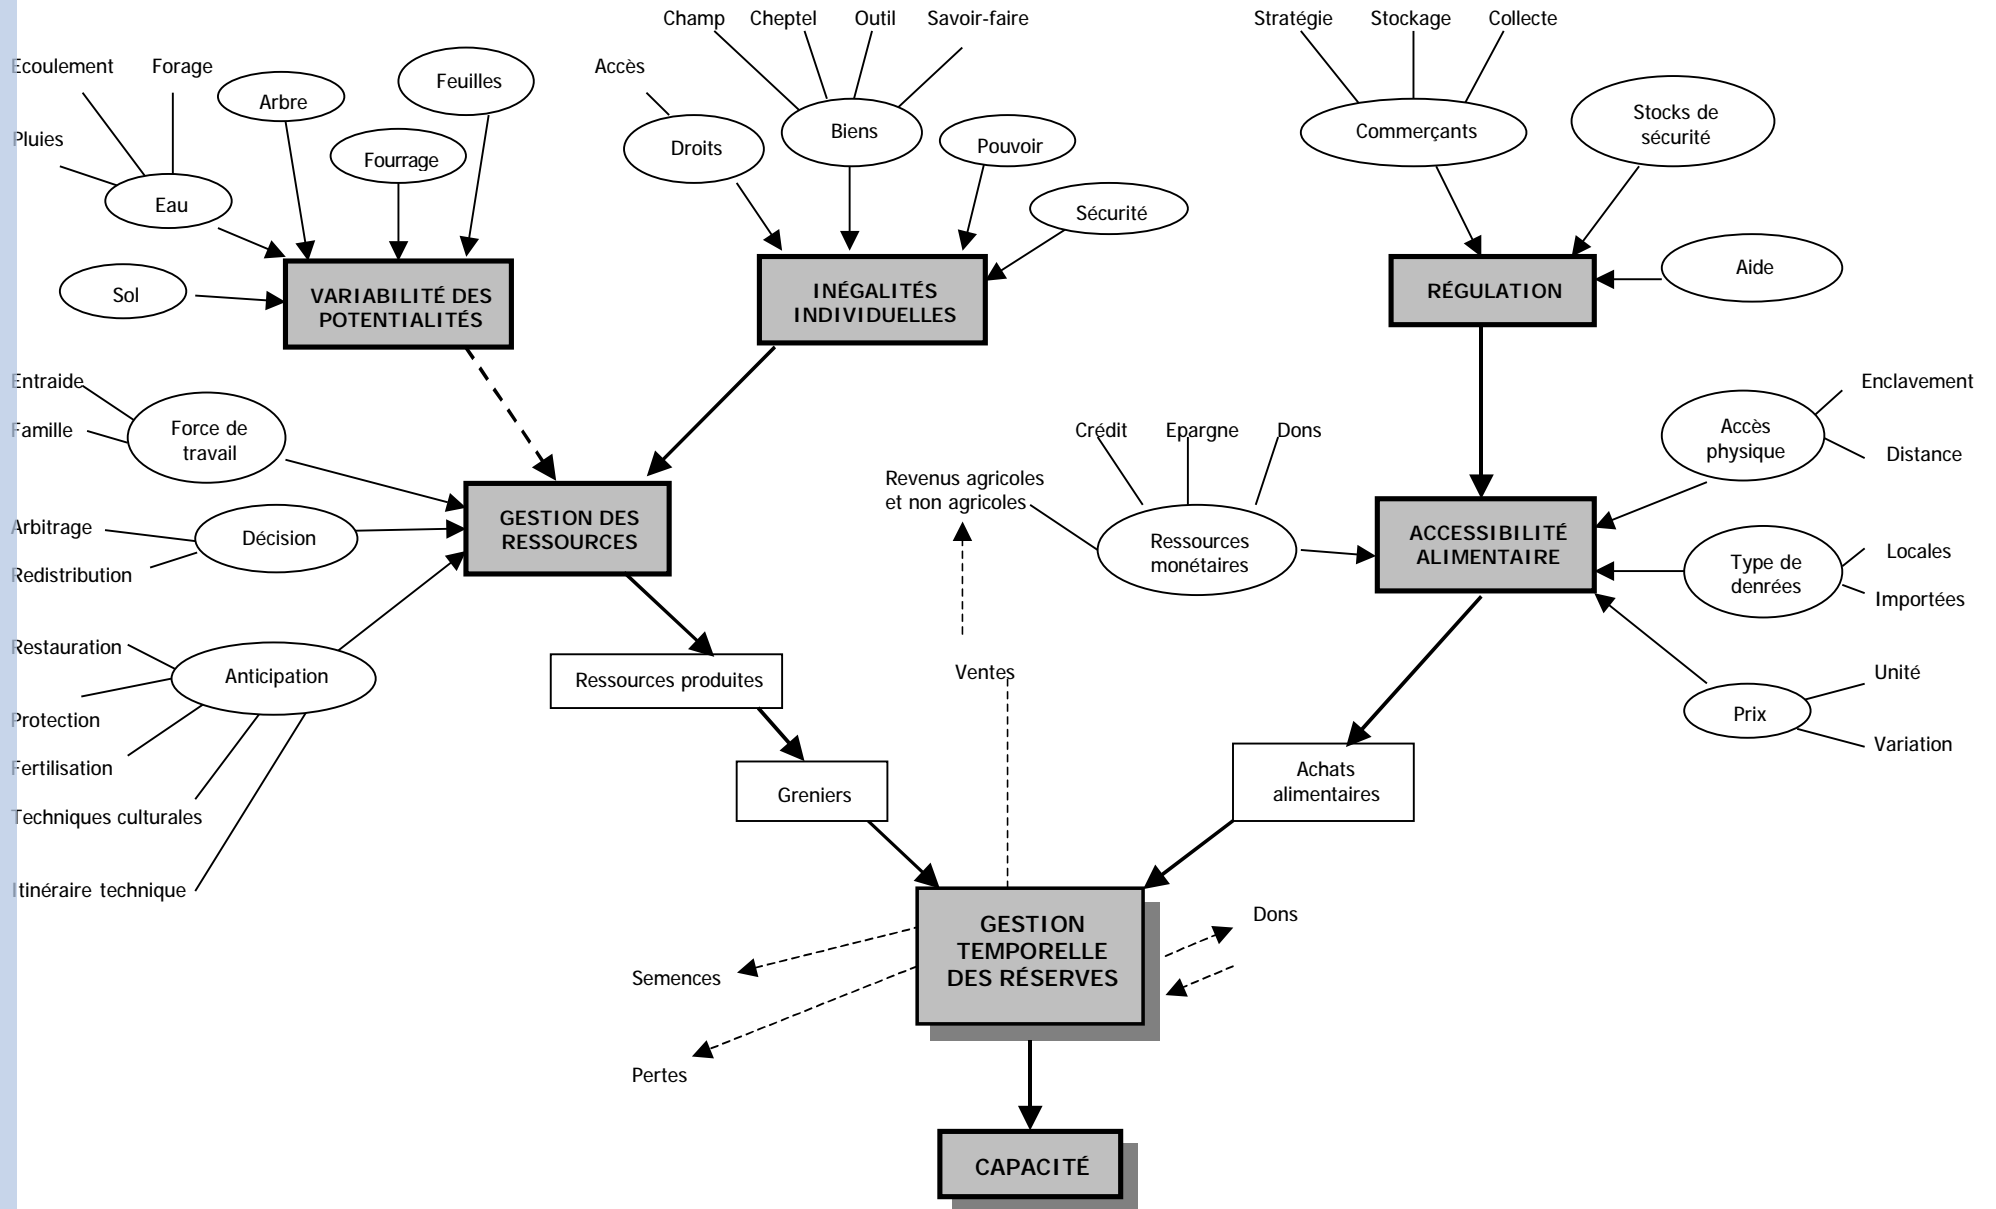 Champ
Cheptel
Outil
Savoir-faire
Stratégie
Stockage
Collecte
Ecoulement
Forage
Arbre
Feuilles
Accès
Pluies
Fourrage
Droits
Biens
Pouvoir
Commerçants
Stocks de
sécurité
Eau
Sécurité
Sol
VARIABILITÉ DES
POTENTIALITÉS
INÉGALITÉS
INDIVIDUELLES
RÉGULATION
Aide
Entraide
Famille
Force de
travail
Crédit
Epargne
Dons
Accès
physique
Enclavement
Distance
Revenus agricoles
et non agricoles
Arbitrage
Redistribution
Décision
GESTION DES
RESSOURCES
Ressources
monétaires
ACCESSIBILITÉ
ALIMENTAIRE
Type de
denrées
Locales
Importées
Restauration
Protection
Fertilisation
Techniques culturales
Itinéraire technique
Anticipation
Ressources produites
Ventes
Prix
Unité
Variation
Greniers
Achats
alimentaires
GESTION
TEMPORELLE
DES RÉSERVES
Dons
Semences
Pertes
CAPACITÉ